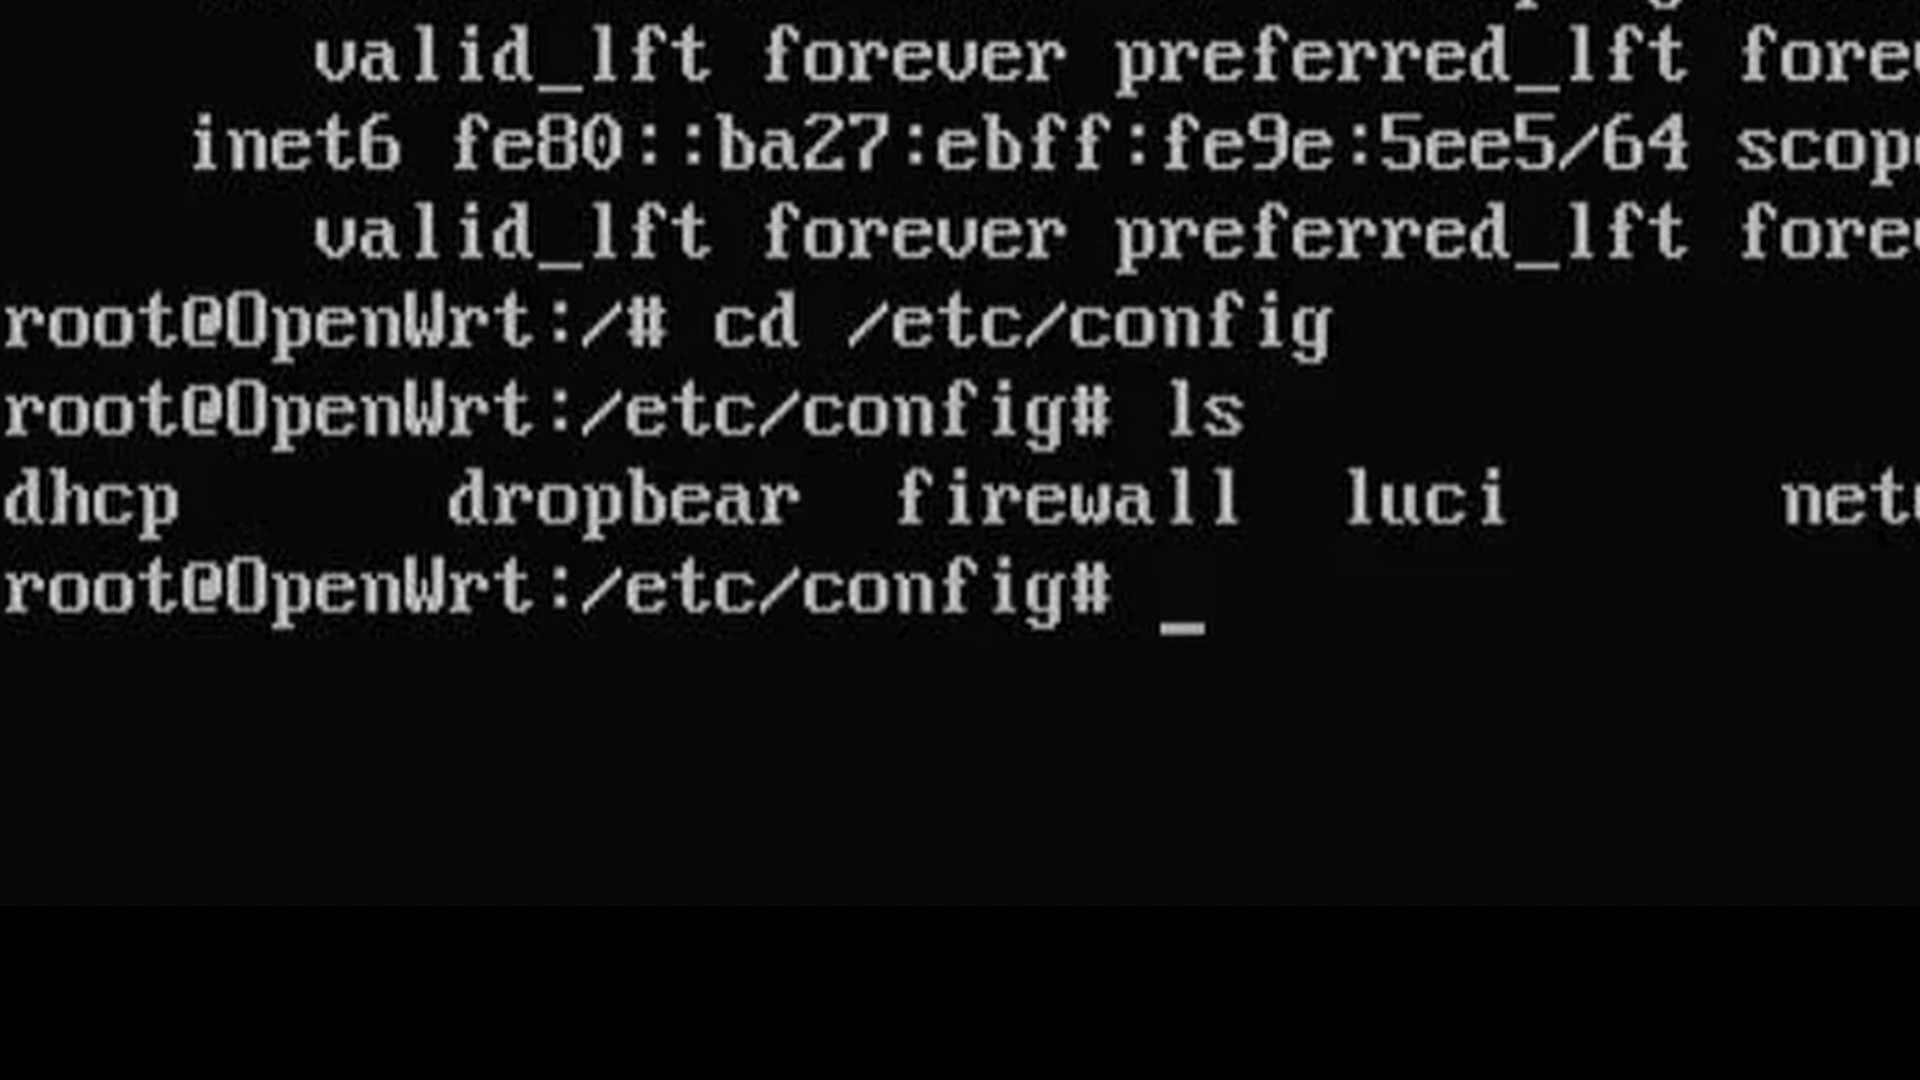 valid_lft forever preferred_lft
inet6 fe80::ba27:ebff:fe9e:5ee5/64
valid_lft forever preferred_lft
root@OpenWrt:/# cd /etc/config
root@OpenWrt:/etc/config# ls
dhcp dropbear firewall luci
root@OpenWrt:/etc/config# _